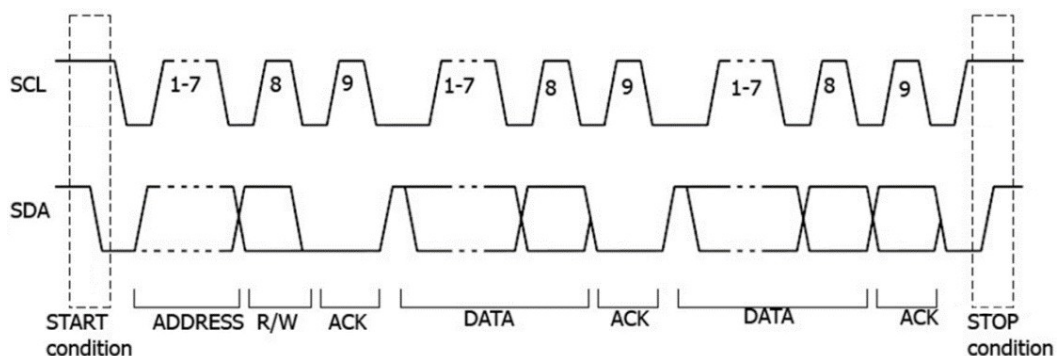 SCL 1-7 8 9 1-7 8 9 1-7 8 9
SDA
START ADDRESS R/W ACK DATA ACK DATA ACK STOP
condition condition